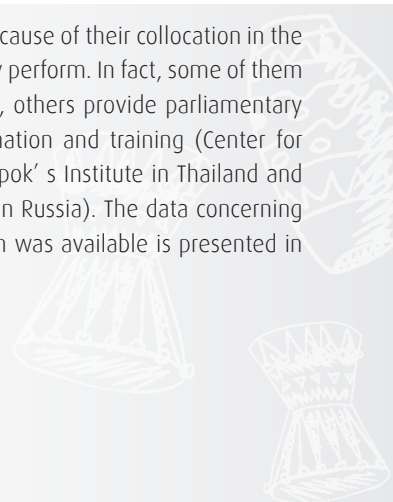 cause of their collocation in the
perform. In fact, some of them
, others provide parliamentary
nation and training (Center for
pok' s Institute in Thailand and
n Russia). The data concerning
n was available is presented in